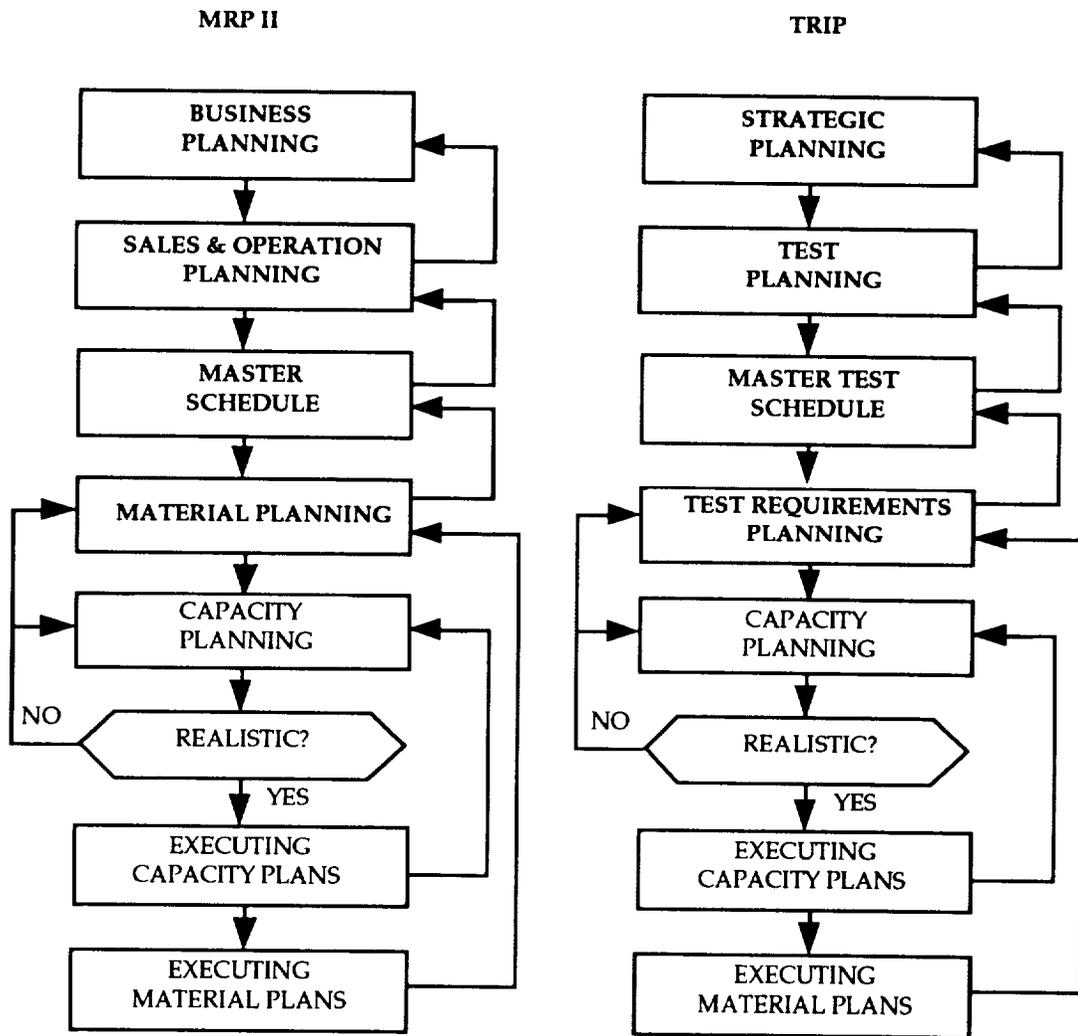 MRP II
BUSINESS
PLANNING
SALES & OPERATION
PLANNING
MASTER
SCHEDULE
MATERIAL PLANNING
CAPACITY
PLANNING
NO
REALISTIC?
YES
EXECUTING
CAPACITY PLANS
EXECUTING
MATERIAL PLANS
TRIP
STRATEGIC
PLANNING
TEST
PLANNING
MASTER TEST
SCHEDULE
TEST REQUIREMENTS
PLANNING
CAPACITY
PLANNING
NO
REALISTIC?
YES
EXECUTING
CAPACITY PLANS
EXECUTING
MATERIAL PLANS